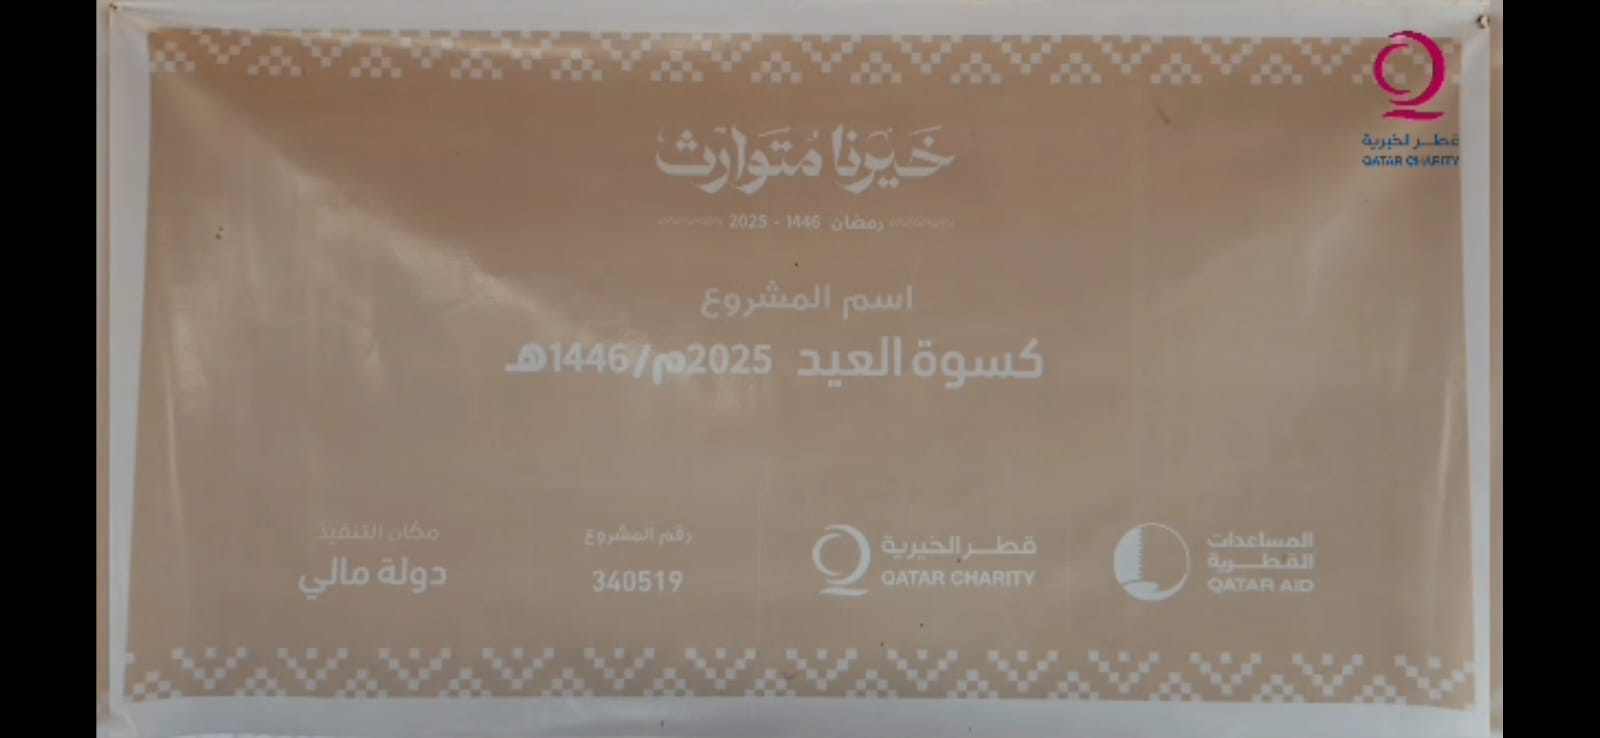 قطر الخيرية
QATAR CHARITY
خيرنا متوارث
رمضان 1446 - 2025
اسم المشروع
كسوة العيد 2025م/1446هـ
المساعدات
القطرية
QATAR AID
قطر الخيرية
QATAR CHARITY
رقم المشروع
340519
مكان التنفيذ
دولة مالي